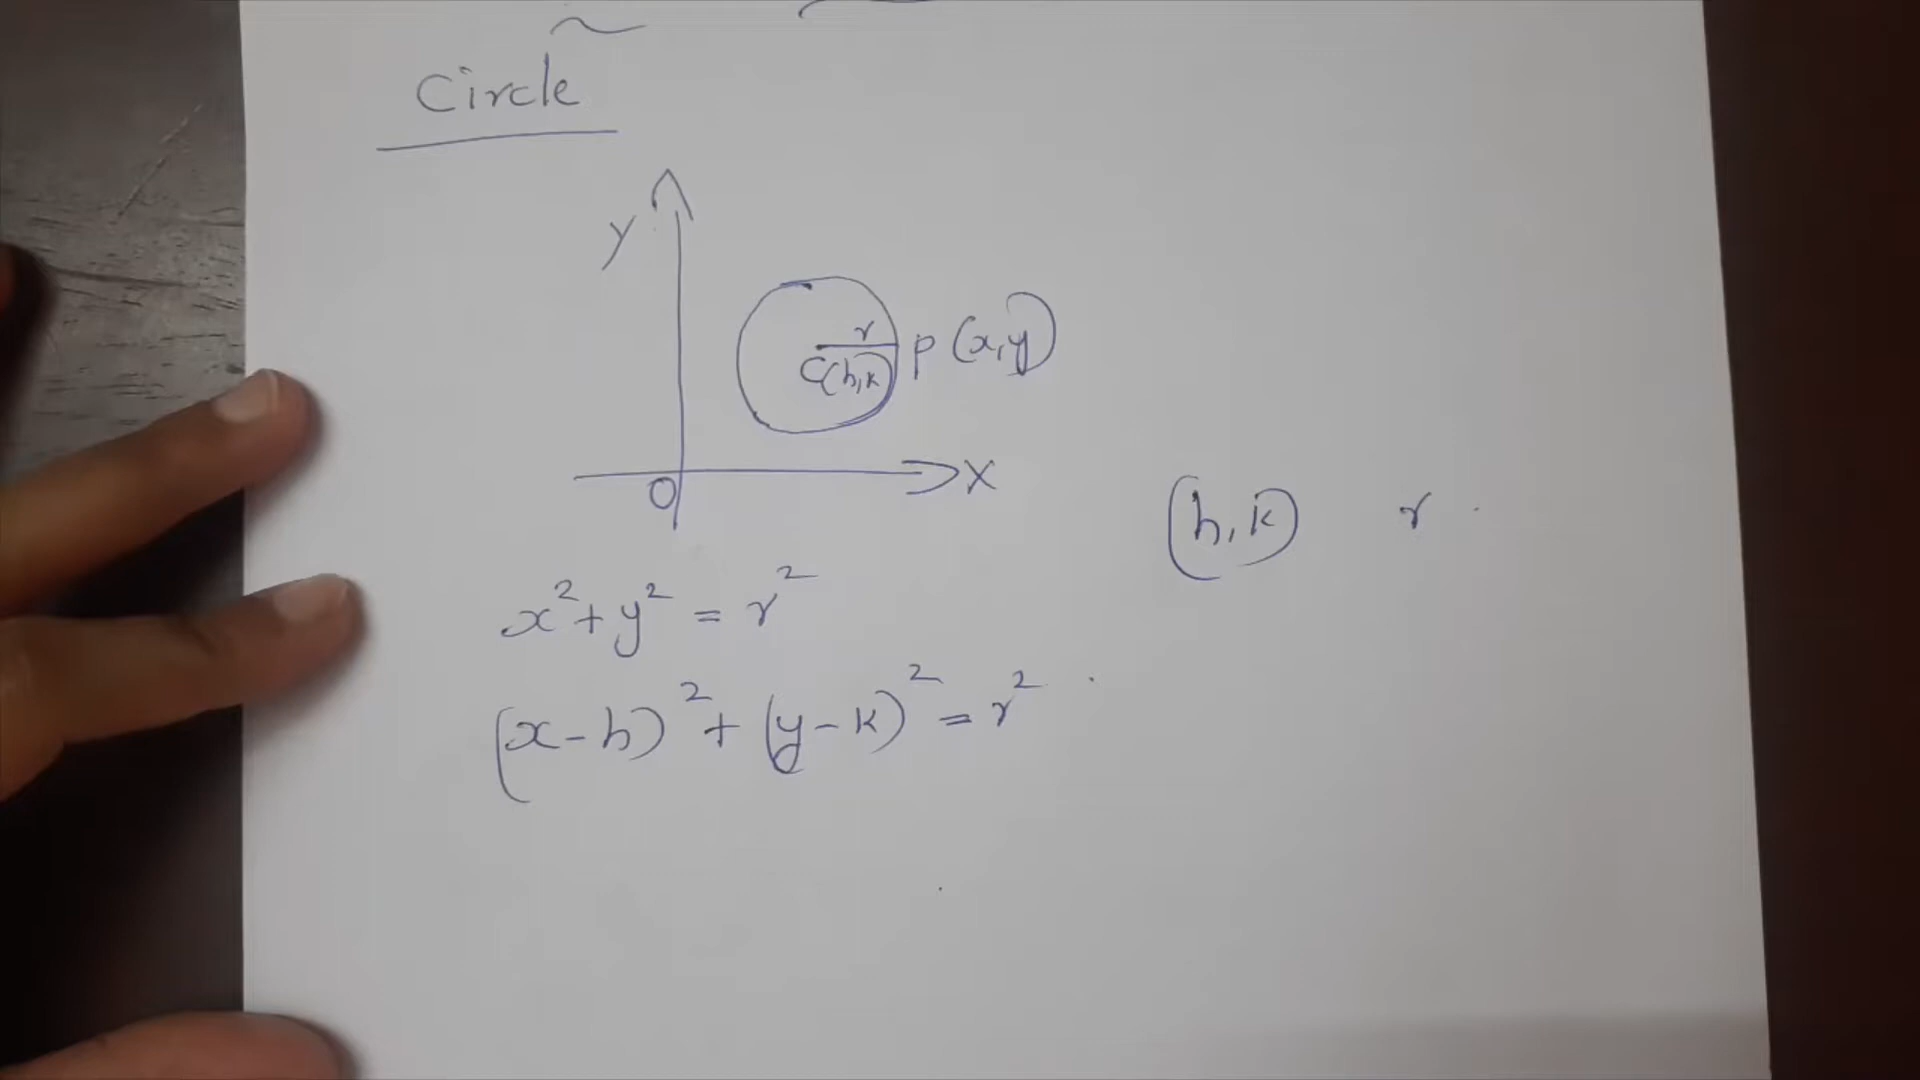 Circle
y
r
C(h,k)
P (x,y)
O
X
(h,k) r
x² + y² = r²
(x-h)² + (y-k)² = r²